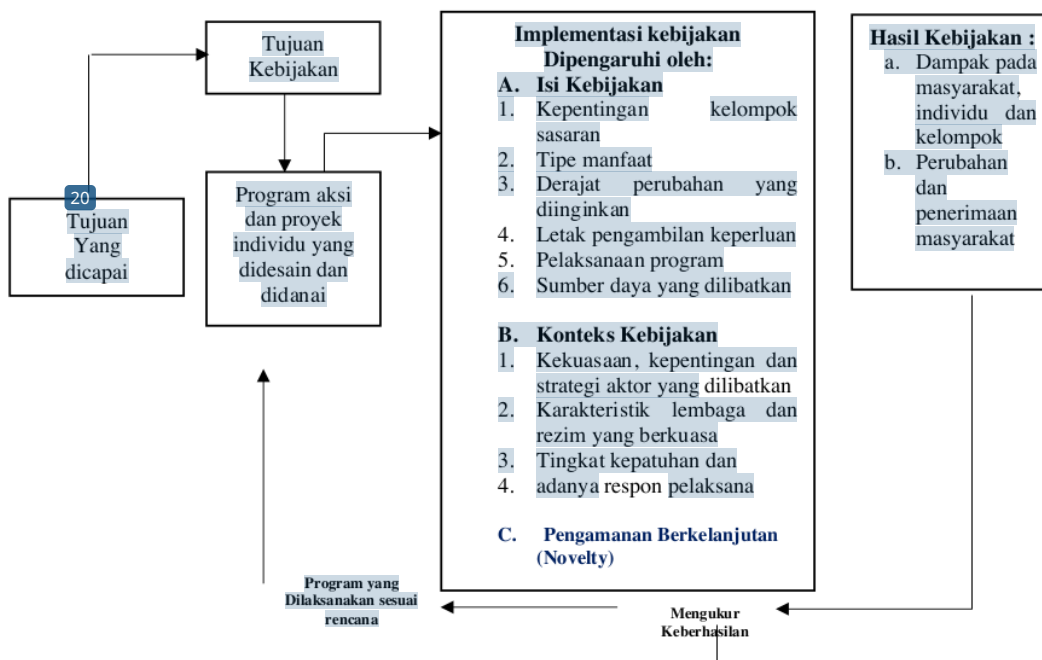 Tujuan
Kebijakan
20
Tujuan
Yang
dicapai
Program aksi
dan proyek
individu yang
didesain dan
didanai
Implementasi kebijakan
Dipengaruhi oleh:
A. Isi Kebijakan
1. Kepentingan kelompok
sasaran
2. Tipe manfaat
3. Derajat perubahan yang
diinginkan
4. Letak pengambilan keperluan
5. Pelaksanaan program
6. Sumber daya yang dilibatkan
B. Konteks Kebijakan
1. Kekuasaan, kepentingan dan
strategi aktor yang dilibatkan
2. Karakteristik lembaga dan
rezim yang berkuasa
3. Tingkat kepatuhan dan
4. adanya respon pelaksana
C. Pengamanan Berkelanjutan
(Novelty)
Hasil Kebijakan :
a. Dampak pada
masyarakat,
individu dan
kelompok
b. Perubahan
dan
penerimaan
masyarakat
Program yang
Dilaksanakan sesuai
rencana
Mengukur
Keberhasilan